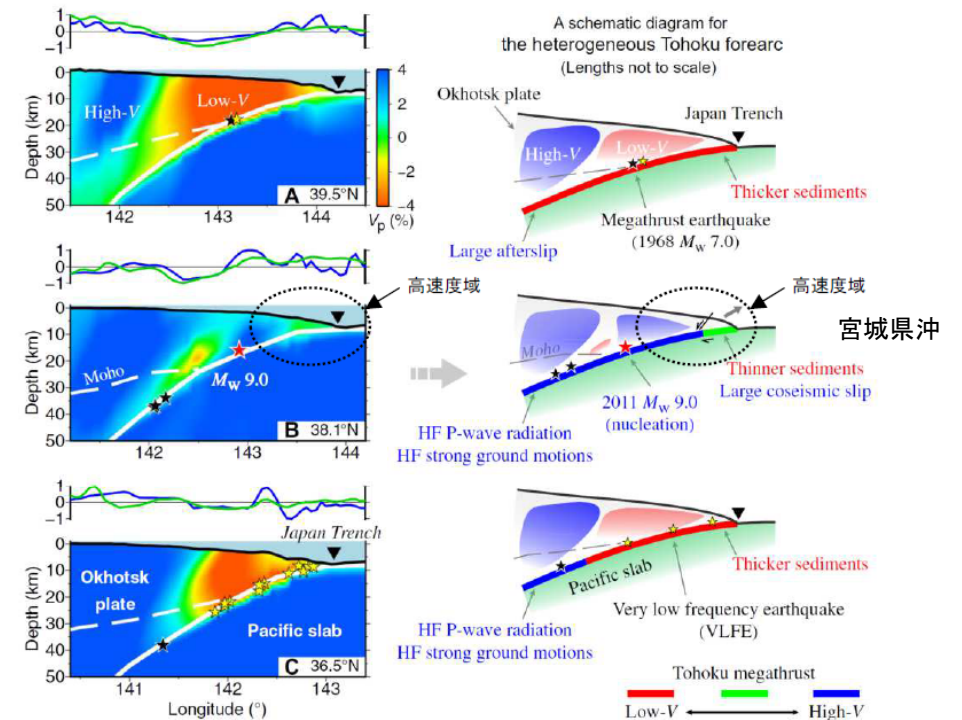 A schematic diagram for
the heterogeneous Tohoku forearc
(Lengths not to scale)
1
0
−1
0
10
20
30
40
50
Depth (km)
High-V
Low-V
A 39.5°N
142
143
144
4
2
0
−2
−4
Vp (%)
Okhotsk plate
Japan Trench
High-V
Low-V
Thicker sediments
Megathrust earthquake
(1968 Mw 7.0)
Large afterslip
1
0
−1
0
10
20
30
40
50
Depth (km)
Moho
Mw 9.0
B 38.1°N
142
143
144
高速度域
高速度域
宮城県沖
Moho
Thinner sediments
Large coseismic slip
2011 Mw 9.0
(nucleation)
HF P-wave radiation
HF strong ground motions
1
0
−1
Japan Trench
0
10
20
30
40
50
Depth (km)
Okhotsk
plate
Pacific slab
C 36.5°N
141
142
143
Longitude (°)
Thicker sediments
Pacific slab
Very low frequency earthquake
(VLFE)
HF P-wave radiation
HF strong ground motions
Tohoku megathrust
Low-V
High-V